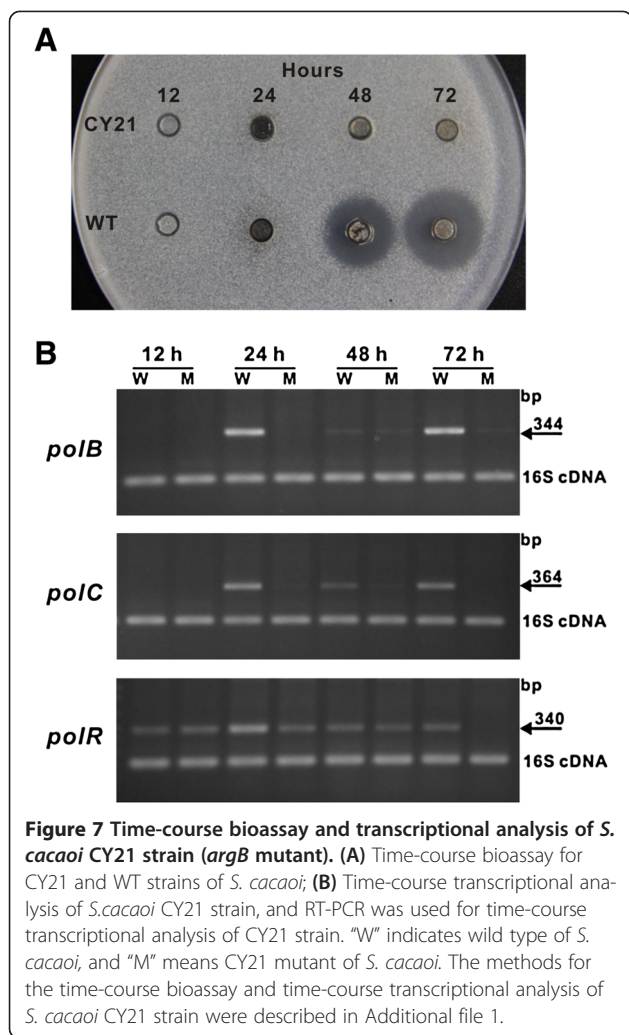 A
Hours
12 24 48 72
CY21
WT
B
12 h 24 h 48 h 72 h
W M W M W M W M
bp
polB
344
16S cDNA
bp
polC
364
16S cDNA
bp
polR
340
16S cDNA
Figure 7 Time-course bioassay and transcriptional analysis of S.
cacaoi CY21 strain (argB mutant). (A) Time-course bioassay for
CY21 and WT strains of S. cacaoi; (B) Time-course transcriptional ana-
lysis of S.cacaoi CY21 strain, and RT-PCR was used for time-course
transcriptional analysis of CY21 strain. “W” indicates wild type of S.
cacaoi, and “M” means CY21 mutant of S. cacaoi. The methods for
the time-course bioassay and time-course transcriptional analysis of
S. cacaoi CY21 strain were described in Additional file 1.